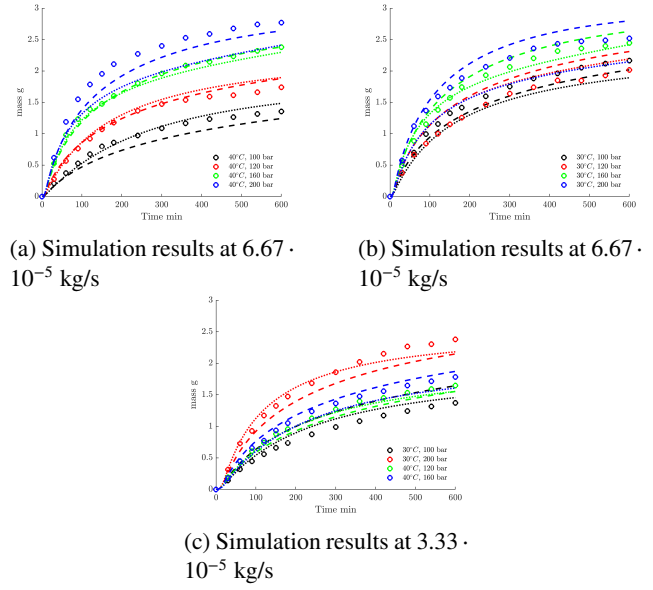 3
2.5
2
1.5
1
0.5
0
mass g
0 100 200 300 400 500 600
Time min
40°C, 100 bar
40°C, 120 bar
40°C, 160 bar
40°C, 200 bar
(a) Simulation results at 6.67 ·
10⁻⁵ kg/s
3
2.5
2
1.5
1
0.5
0
mass g
0 100 200 300 400 500 600
Time min
30°C, 100 bar
30°C, 120 bar
30°C, 160 bar
30°C, 200 bar
(b) Simulation results at 6.67 ·
10⁻⁵ kg/s
3
2.5
2
1.5
1
0.5
0
mass g
0 100 200 300 400 500 600
Time min
30°C, 100 bar
30°C, 200 bar
40°C, 120 bar
40°C, 160 bar
(c) Simulation results at 3.33 ·
10⁻⁵ kg/s